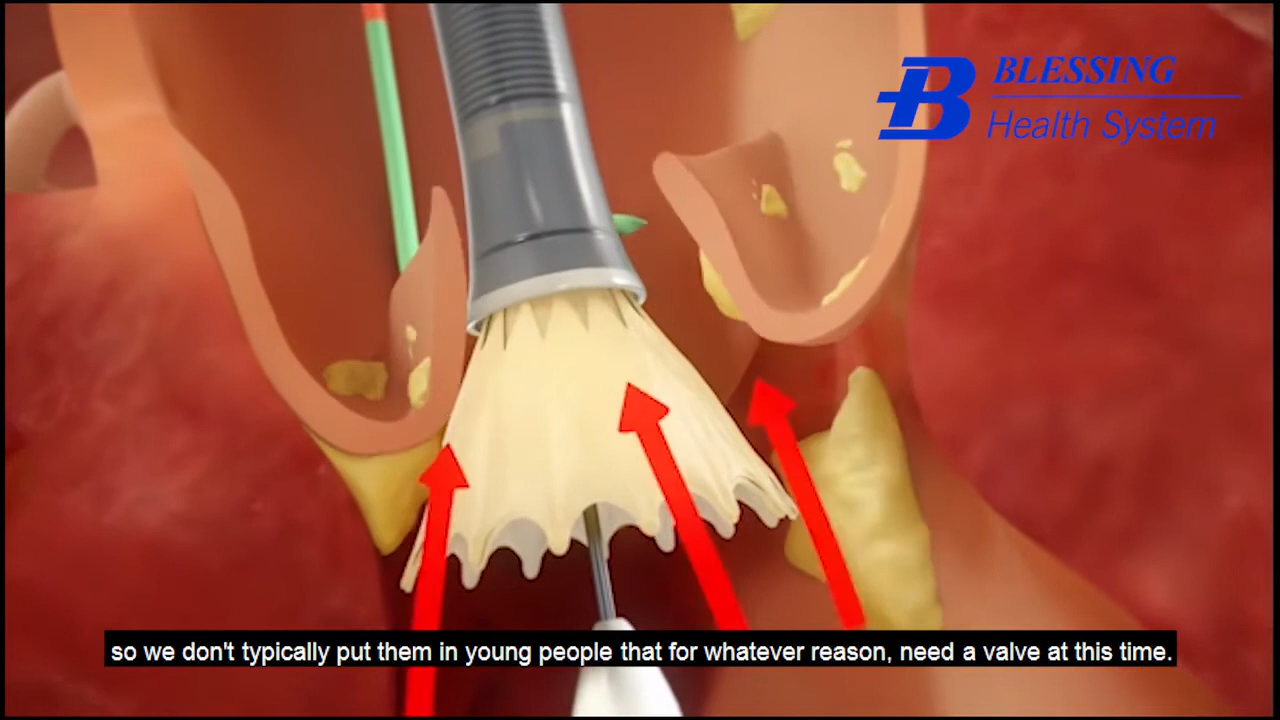 BLESSING
Health System
so we don't typically put them in young people that for whatever reason, need a valve at this time.